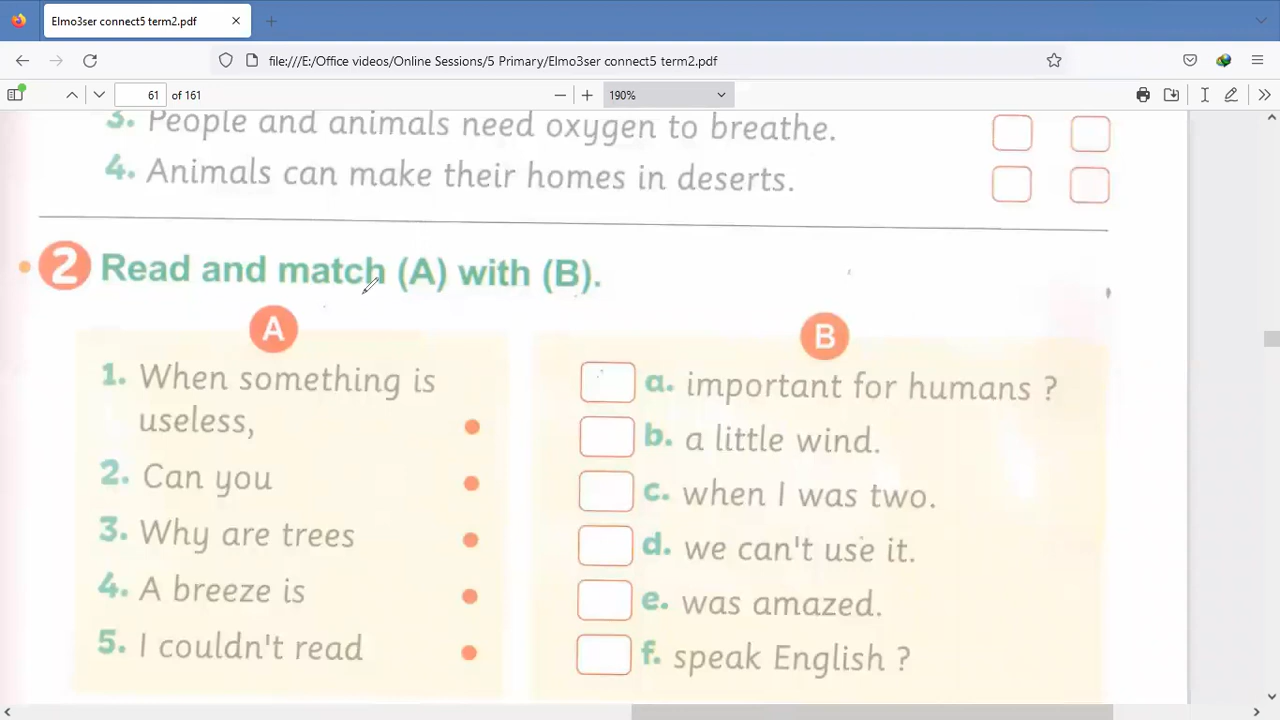 Elmo3ser connect5 term2.pdf
file:///E:/Office videos/Online Sessions/5 Primary/Elmo3ser connect5 term2.pdf
61 of 161
190%
3. People and animals need oxygen to breathe.
4. Animals can make their homes in deserts.
2 Read and match (A) with (B).
A
1. When something is
useless,
2. Can you
3. Why are trees
4. A breeze is
5. I couldn't read
B
a. important for humans ?
b. a little wind.
c. when I was two.
d. we can't use it.
e. was amazed.
f. speak English ?